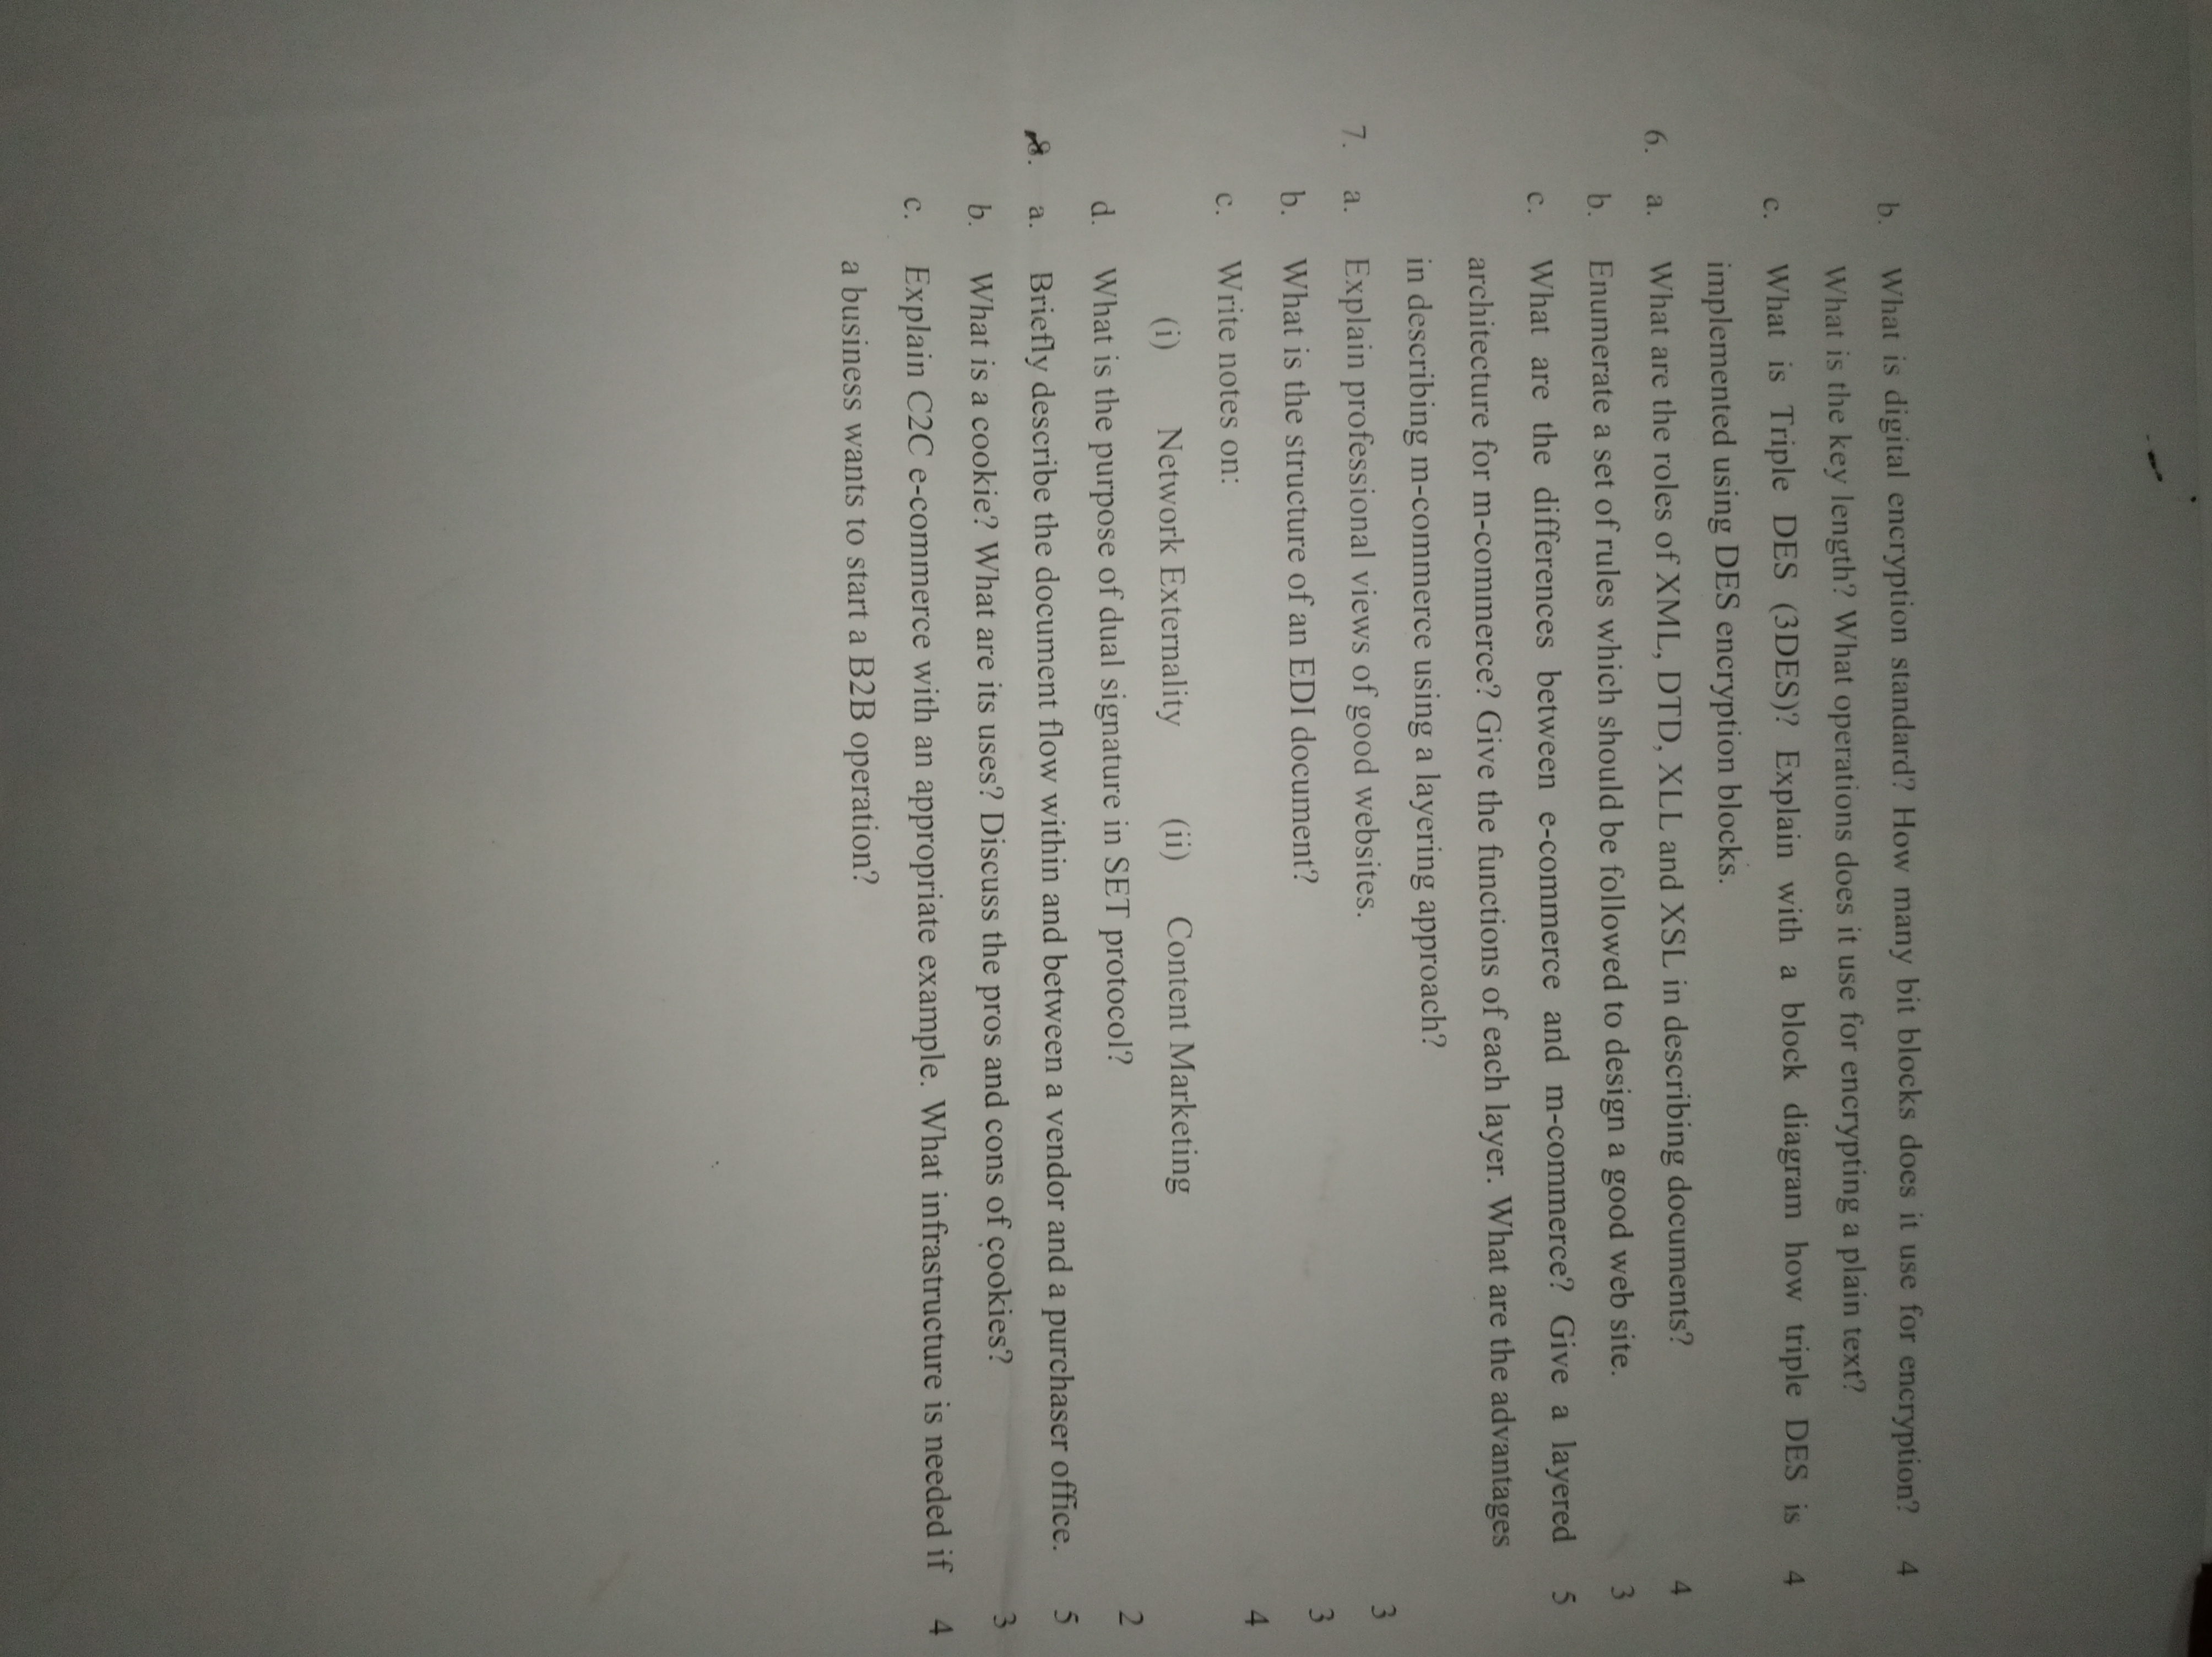 b. What is digital encryption standard? How many bit blocks does it use for encryption? 4
What is the key length? What operations does it use for encrypting a plain text?
c. What is Triple DES (3DES)? Explain with a block diagram how triple DES is 4
implemented using DES encryption blocks.
6. a. What are the roles of XML, DTD, XLL and XSL in describing documents? 4
b. Enumerate a set of rules which should be followed to design a good web site. 3
c. What are the differences between e-commerce and m-commerce? Give a layered 5
architecture for m-commerce? Give the functions of each layer. What are the advantages
in describing m-commerce using a layering approach?
7. a. Explain professional views of good websites. 3
b. What is the structure of an EDI document? 3
c. Write notes on: 4
(i) Network Externality (ii) Content Marketing
d. What is the purpose of dual signature in SET protocol? 2
8. a. Briefly describe the document flow within and between a vendor and a purchaser office. 5
b. What is a cookie? What are its uses? Discuss the pros and cons of cookies? 3
c. Explain C2C e-commerce with an appropriate example. What infrastructure is needed if 4
a business wants to start a B2B operation?